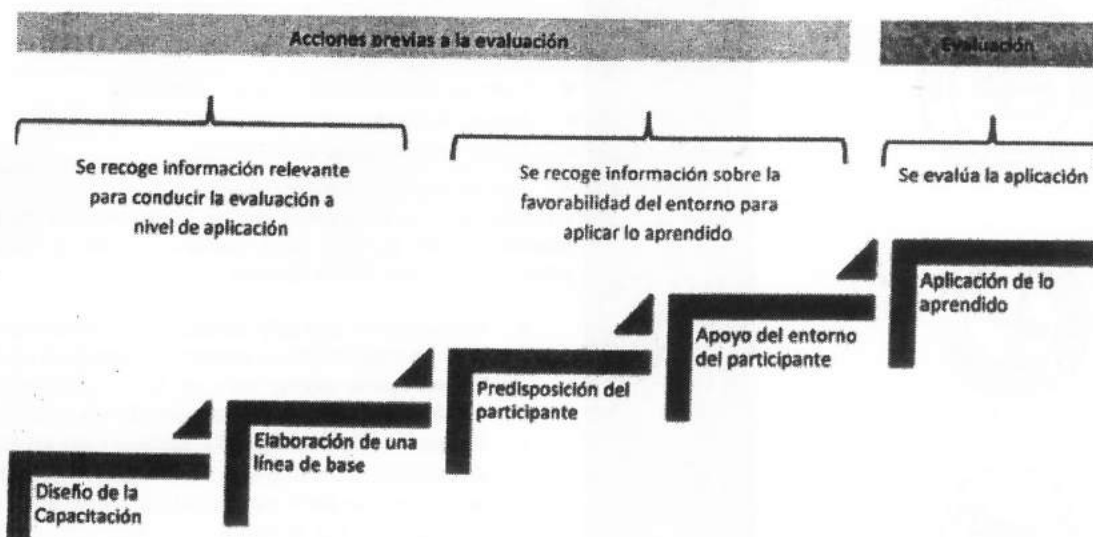 Acciones previas a la evaluación
Evaluación
Se recoge información relevante
para conducir la evaluación a
nivel de aplicación
Se recoge información sobre la
favorabilidad del entorno para
aplicar lo aprendido
Se evalúa la aplicación
Diseño de la
Capacitación
Elaboración de una
línea de base
Predisposición del
participante
Apoyo del entorno
del participante
Aplicación de lo
aprendido